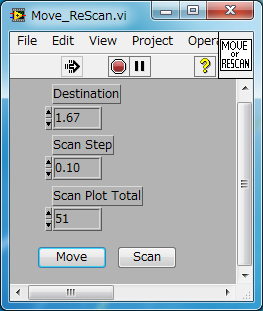 Move_ReScan.vi
File Edit View Project Opera
MOVE
or
RESCAN
?
Destination
1.67
Scan Step
0.10
Scan Plot Total
51
Move Scan